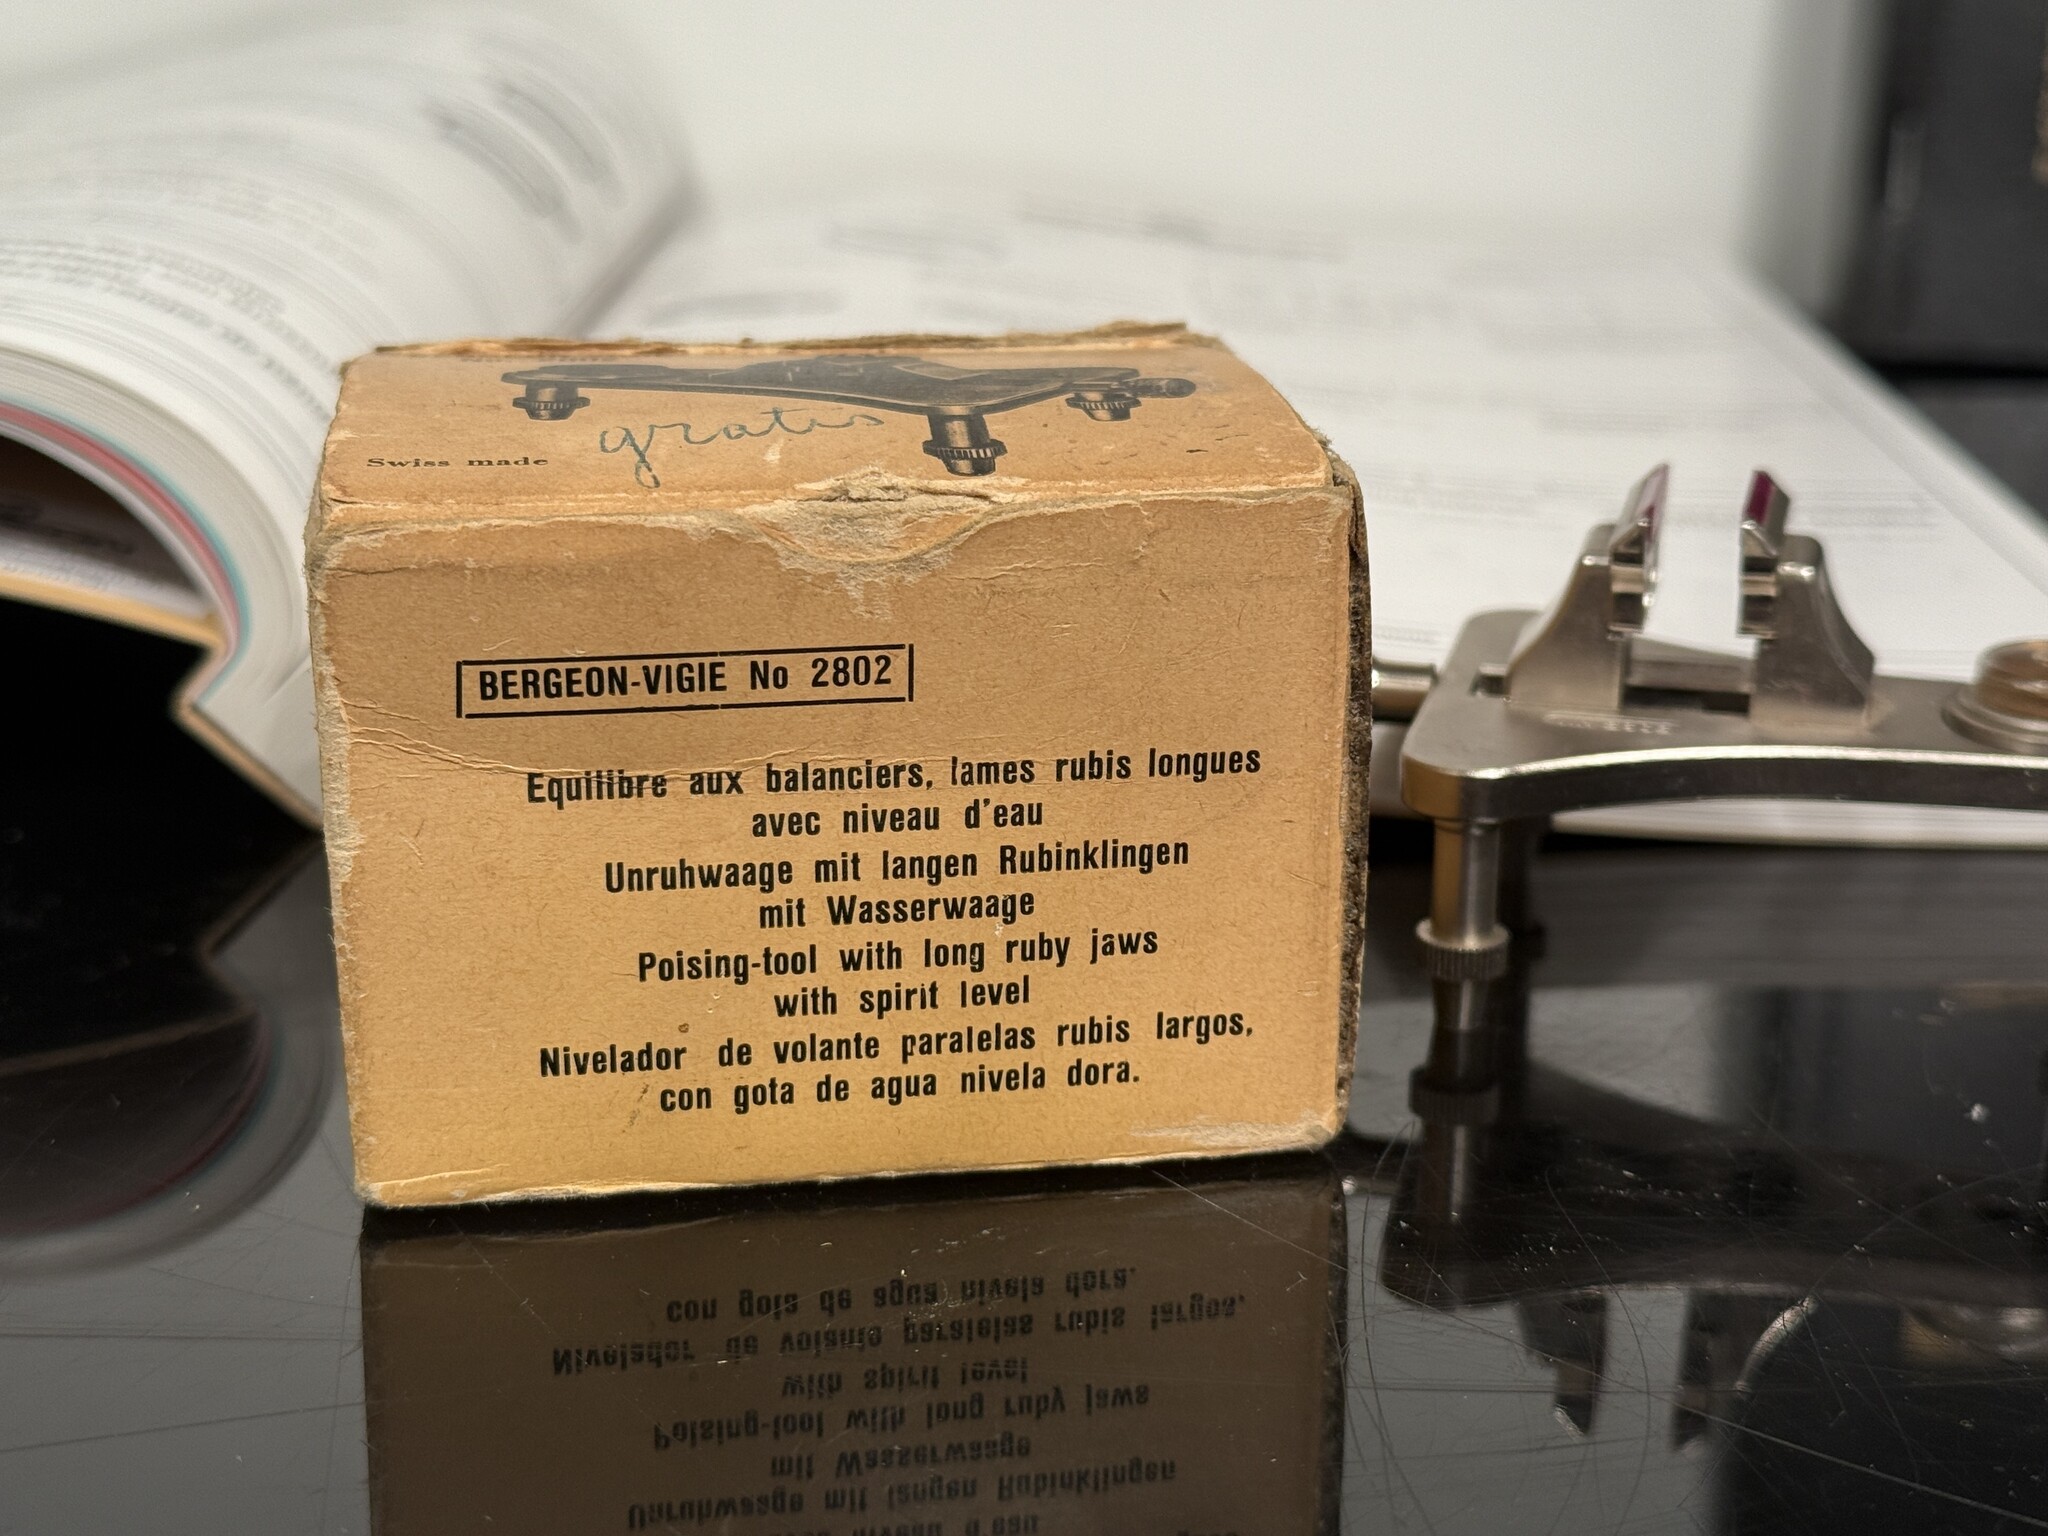 gratis
Swiss made
BERGEON-VIGIE No 2802
Equilibre aux balanciers, lames rubis longues
avec niveau d'eau
Unruhwaage mit langen Rubinklingen
mit Wasserwaage
Poising-tool with long ruby jaws
with spirit level
Nivelador de volante paralelas rubis largos,
con gota de agua nivela dora.